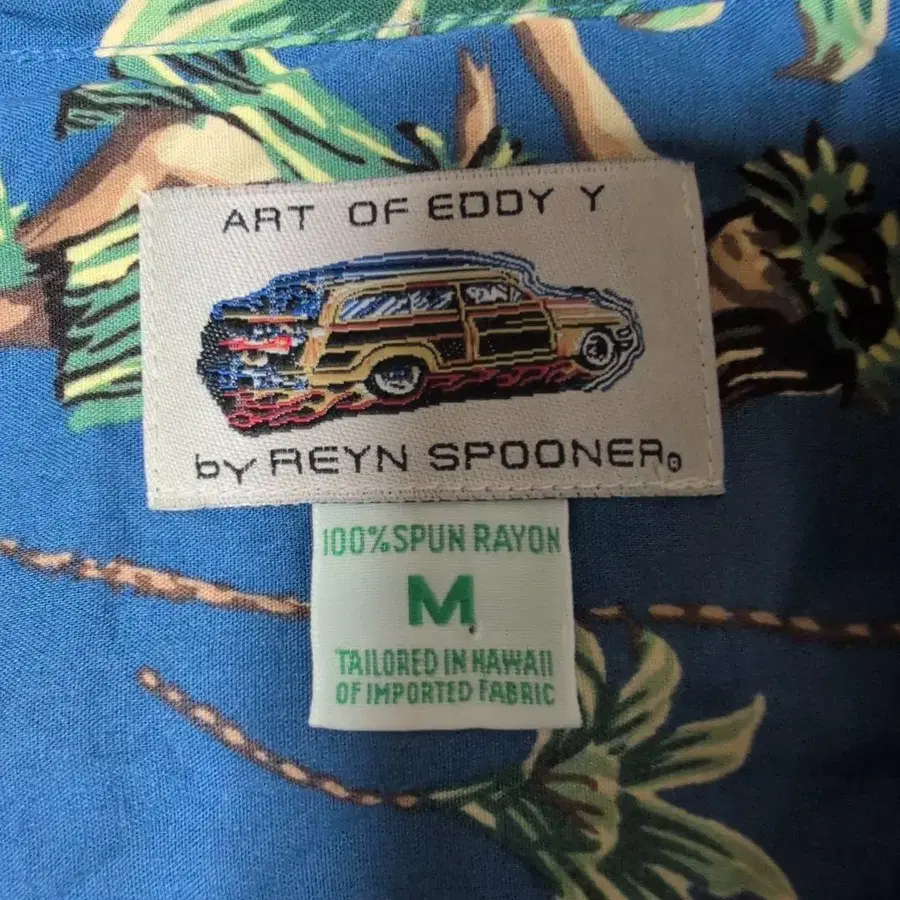 ART OF EDDY Y
by REYN SPOONER®
100% SPUN RAYON
M
TAILORED IN HAWAII
OF IMPORTED FABRIC